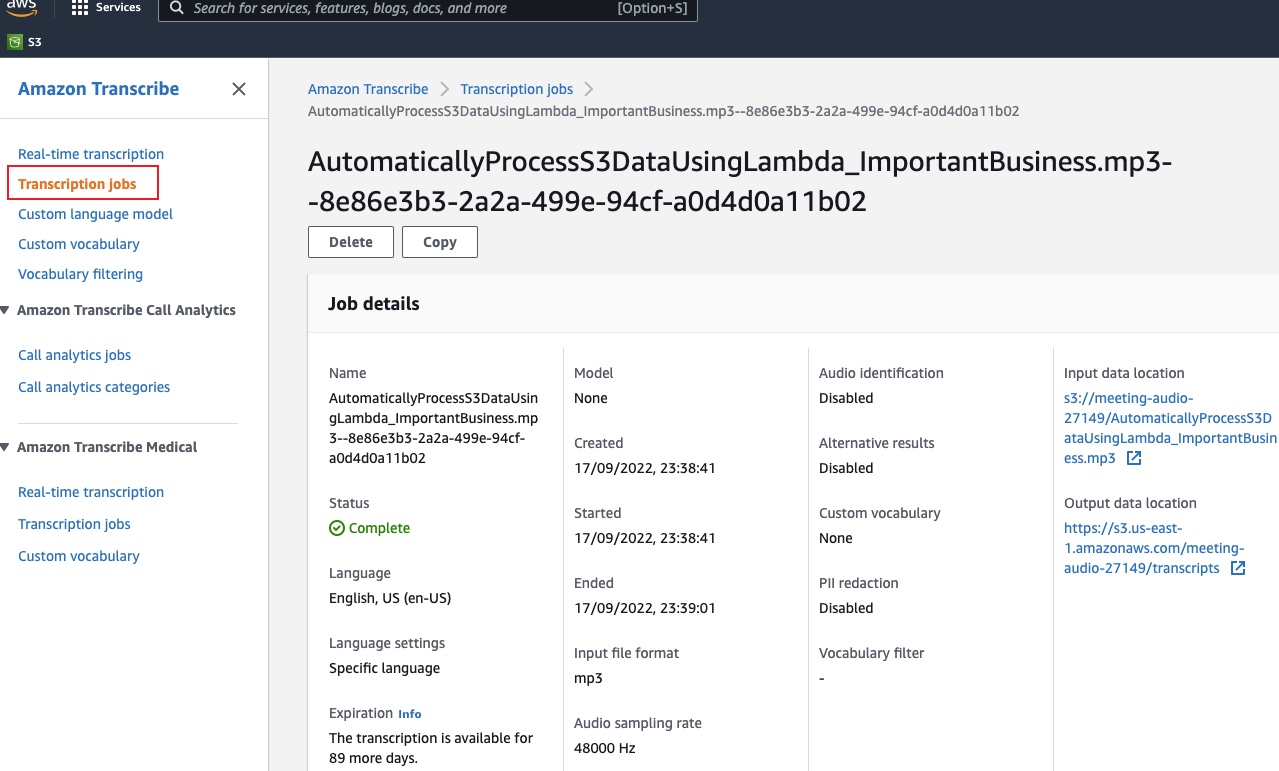 aws
Services
Search for services, features, blogs, docs, and more
[Option+S]
S3
Amazon Transcribe
Real-time transcription
Transcription jobs
Custom language model
Custom vocabulary
Vocabulary filtering
Amazon Transcribe Call Analytics
Call analytics jobs
Call analytics categories
Amazon Transcribe Medical
Real-time transcription
Transcription jobs
Custom vocabulary
Amazon Transcribe
Transcription jobs
AutomaticallyProcessS3DataUsingLambda_ImportantBusiness.mp3--8e86e3b3-2a2a-499e-94cf-a0d4d0a11b02
AutomaticallyProcessS3DataUsingLambda_ImportantBusiness.mp3-
-8e86e3b3-2a2a-499e-94cf-a0d4d0a11b02
Delete
Copy
Job details
Name
AutomaticallyProcessS3DataUsin
gLambda_ImportantBusiness.mp
3--8e86e3b3-2a2a-499e-94cf-
a0d4d0a11b02
Status
Complete
Language
English, US (en-US)
Language settings
Specific language
Expiration Info
The transcription is available for
89 more days.
Model
None
Created
17/09/2022, 23:38:41
Started
17/09/2022, 23:38:41
Ended
17/09/2022, 23:39:01
Input file format
mp3
Audio sampling rate
48000 Hz
Audio identification
Disabled
Alternative results
Disabled
Custom vocabulary
None
PII redaction
Disabled
Vocabulary filter
-
Input data location
s3://meeting-audio-
27149/AutomaticallyProcessS3D
ataUsingLambda_ImportantBusin
ess.mp3
Output data location
https://s3.us-east-
1.amazonaws.com/meeting-
audio-27149/transcripts